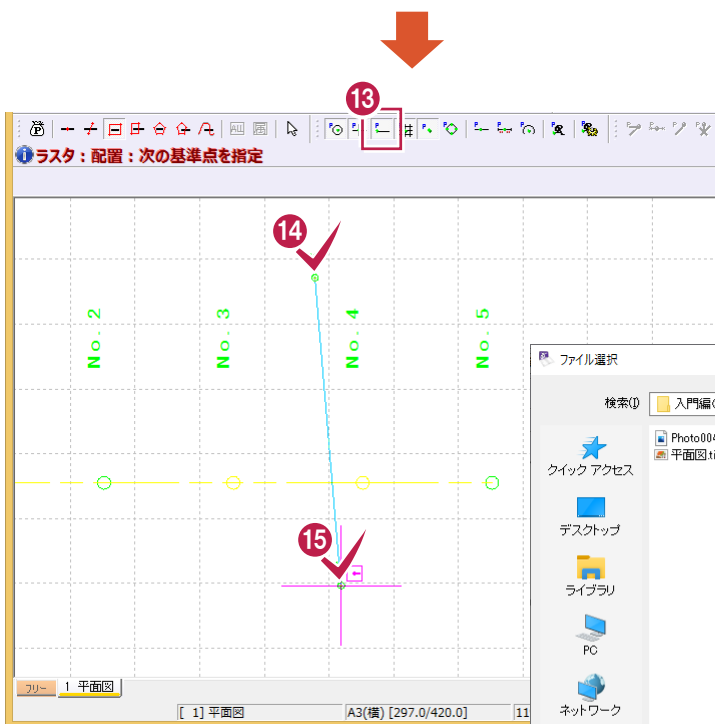 13
ALL
ラスタ:配置:次の基準点を指定
14
No. 2
No. 3
No. 4
No. 5
ファイル選択
検索(I)
入門編の
Photo004
平面図.ti
クイック アクセス
デスクトップ
15
ライブラリ
PC
ネットワーク
フリー
1 平面図
[ 1] 平面図
A3(横) [297.0/420.0]
11